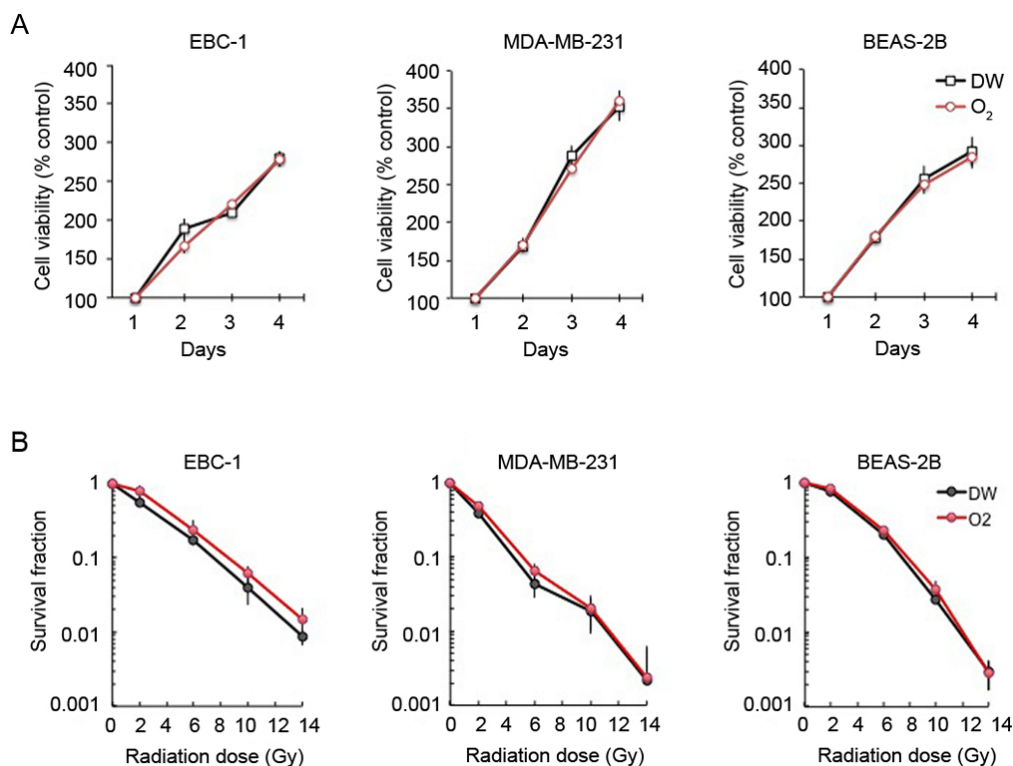 A
EBC-1
MDA-MB-231
BEAS-2B
Cell viability (% control)
400
350
300
250
200
150
100
1 2 3 4
Days
Cell viability (% control)
400
350
300
250
200
150
100
1 2 3 4
Days
Cell viability (% control)
400
350
300
250
200
150
100
1 2 3 4
Days
DW
O₂
B
EBC-1
MDA-MB-231
BEAS-2B
Survival fraction
1
0.1
0.01
0.001
0 2 4 6 8 10 12 14
Radiation dose (Gy)
Survival fraction
1
0.1
0.01
0.001
0 2 4 6 8 10 12 14
Radiation dose (Gy)
Survival fraction
1
0.1
0.01
0.001
0 2 4 6 8 10 12 14
Radiation dose (Gy)
DW
O2